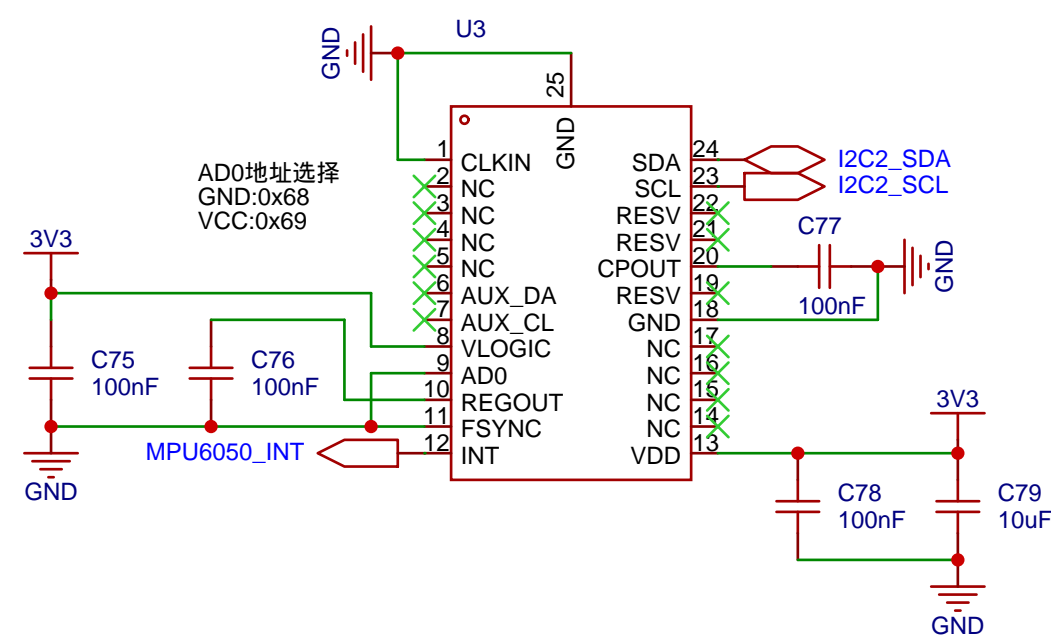 U3
GND
25
GND
1 CLKIN
2 NC
3 NC
4 NC
5 NC
6 AUX_DA
7 AUX_CL
8 VLOGIC
9 AD0
10 REGOUT
11 FSYNC
12 INT
SDA 24
SCL 23
RESV 22
RESV 21
CPOUT 20
RESV 19
GND 18
NC 17
NC 16
NC 15
NC 14
VDD 13
I2C2_SDA
I2C2_SCL
AD0地址选择
GND:0x68
VCC:0x69
C77
100nF
GND
3V3
C75
100nF
C76
100nF
GND
MPU6050_INT
3V3
C78
100nF
C79
10uF
GND